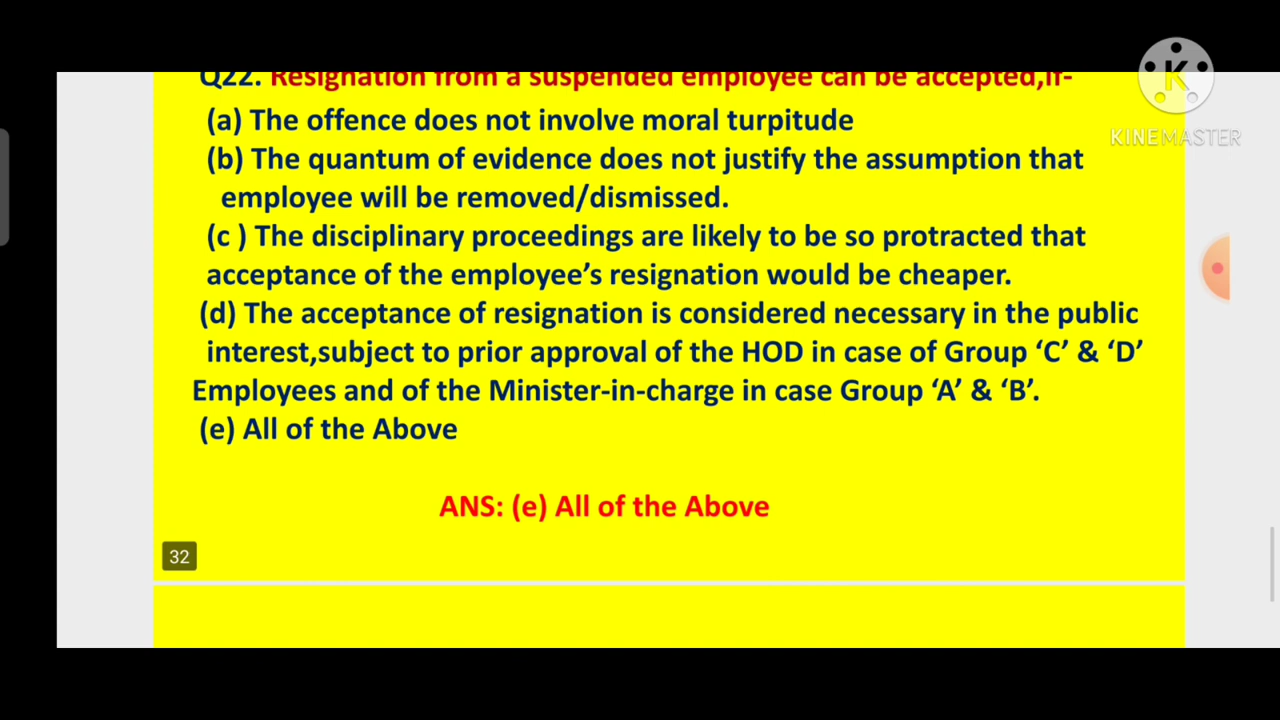 Q22. Resignation from a suspended employee can be accepted,if-
(a) The offence does not involve moral turpitude
(b) The quantum of evidence does not justify the assumption that
employee will be removed/dismissed.
(c ) The disciplinary proceedings are likely to be so protracted that
acceptance of the employee’s resignation would be cheaper.
(d) The acceptance of resignation is considered necessary in the public
interest,subject to prior approval of the HOD in case of Group ‘C’ & ‘D’
Employees and of the Minister-in-charge in case Group ‘A’ & ‘B’.
(e) All of the Above
ANS: (e) All of the Above
32
K
KINEMASTER